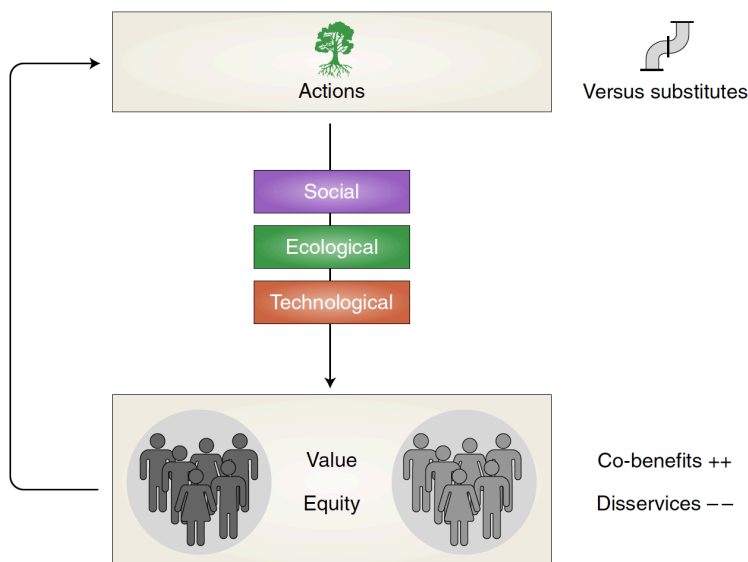 Actions
Versus substitutes
Social
Ecological
Technological
Value
Equity
Co-benefits ++
Disservices −−